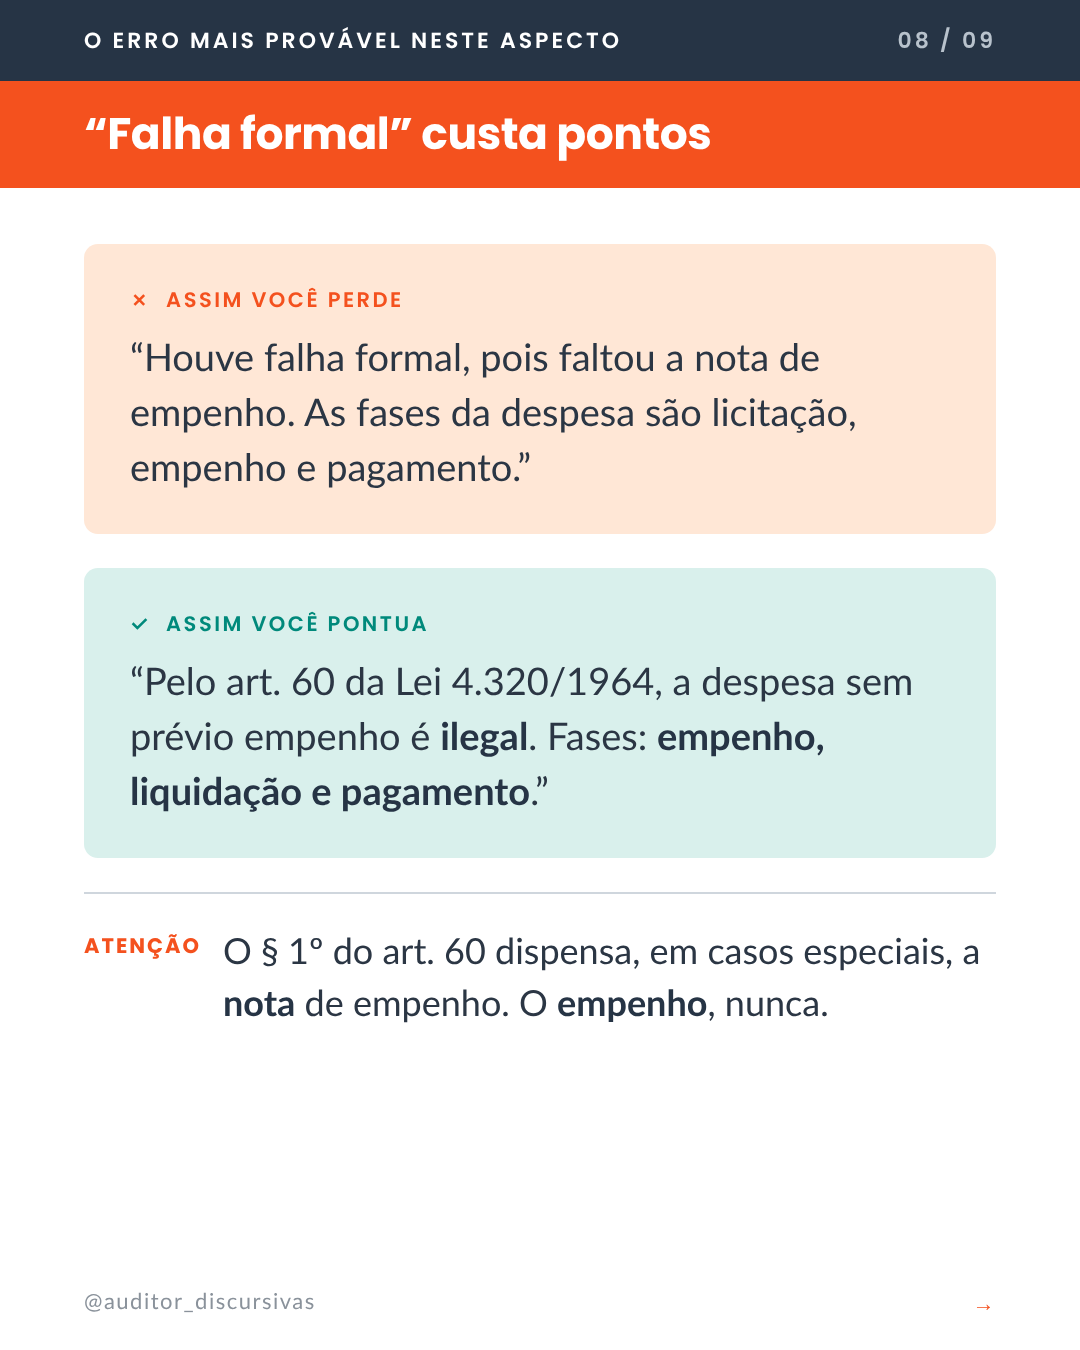 O ERRO MAIS PROVÁVEL NESTE ASPECTO
08 / 09
“Falha formal” custa pontos
× ASSIM VOCÊ PERDE
“Houve falha formal, pois faltou a nota de
empenho. As fases da despesa são licitação,
empenho e pagamento.”
✓ ASSIM VOCÊ PONTUA
“Pelo art. 60 da Lei 4.320/1964, a despesa sem
prévio empenho é ilegal. Fases: empenho,
liquidação e pagamento.”
ATENÇÃO O § 1º do art. 60 dispensa, em casos especiais, a
nota de empenho. O empenho, nunca.
@auditor_discursivas →